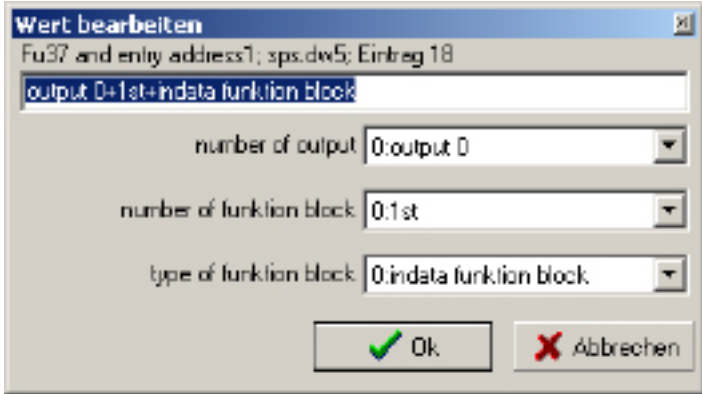 Wert bearbeiten
Fu37 and entry address1; sps.dw5; Eintrag 18
output 0+1st+indata funktion block
number of output 0:output 0
number of funktion block 0:1st
type of funktion block 0:indata funktion block
Ok Abbrechen